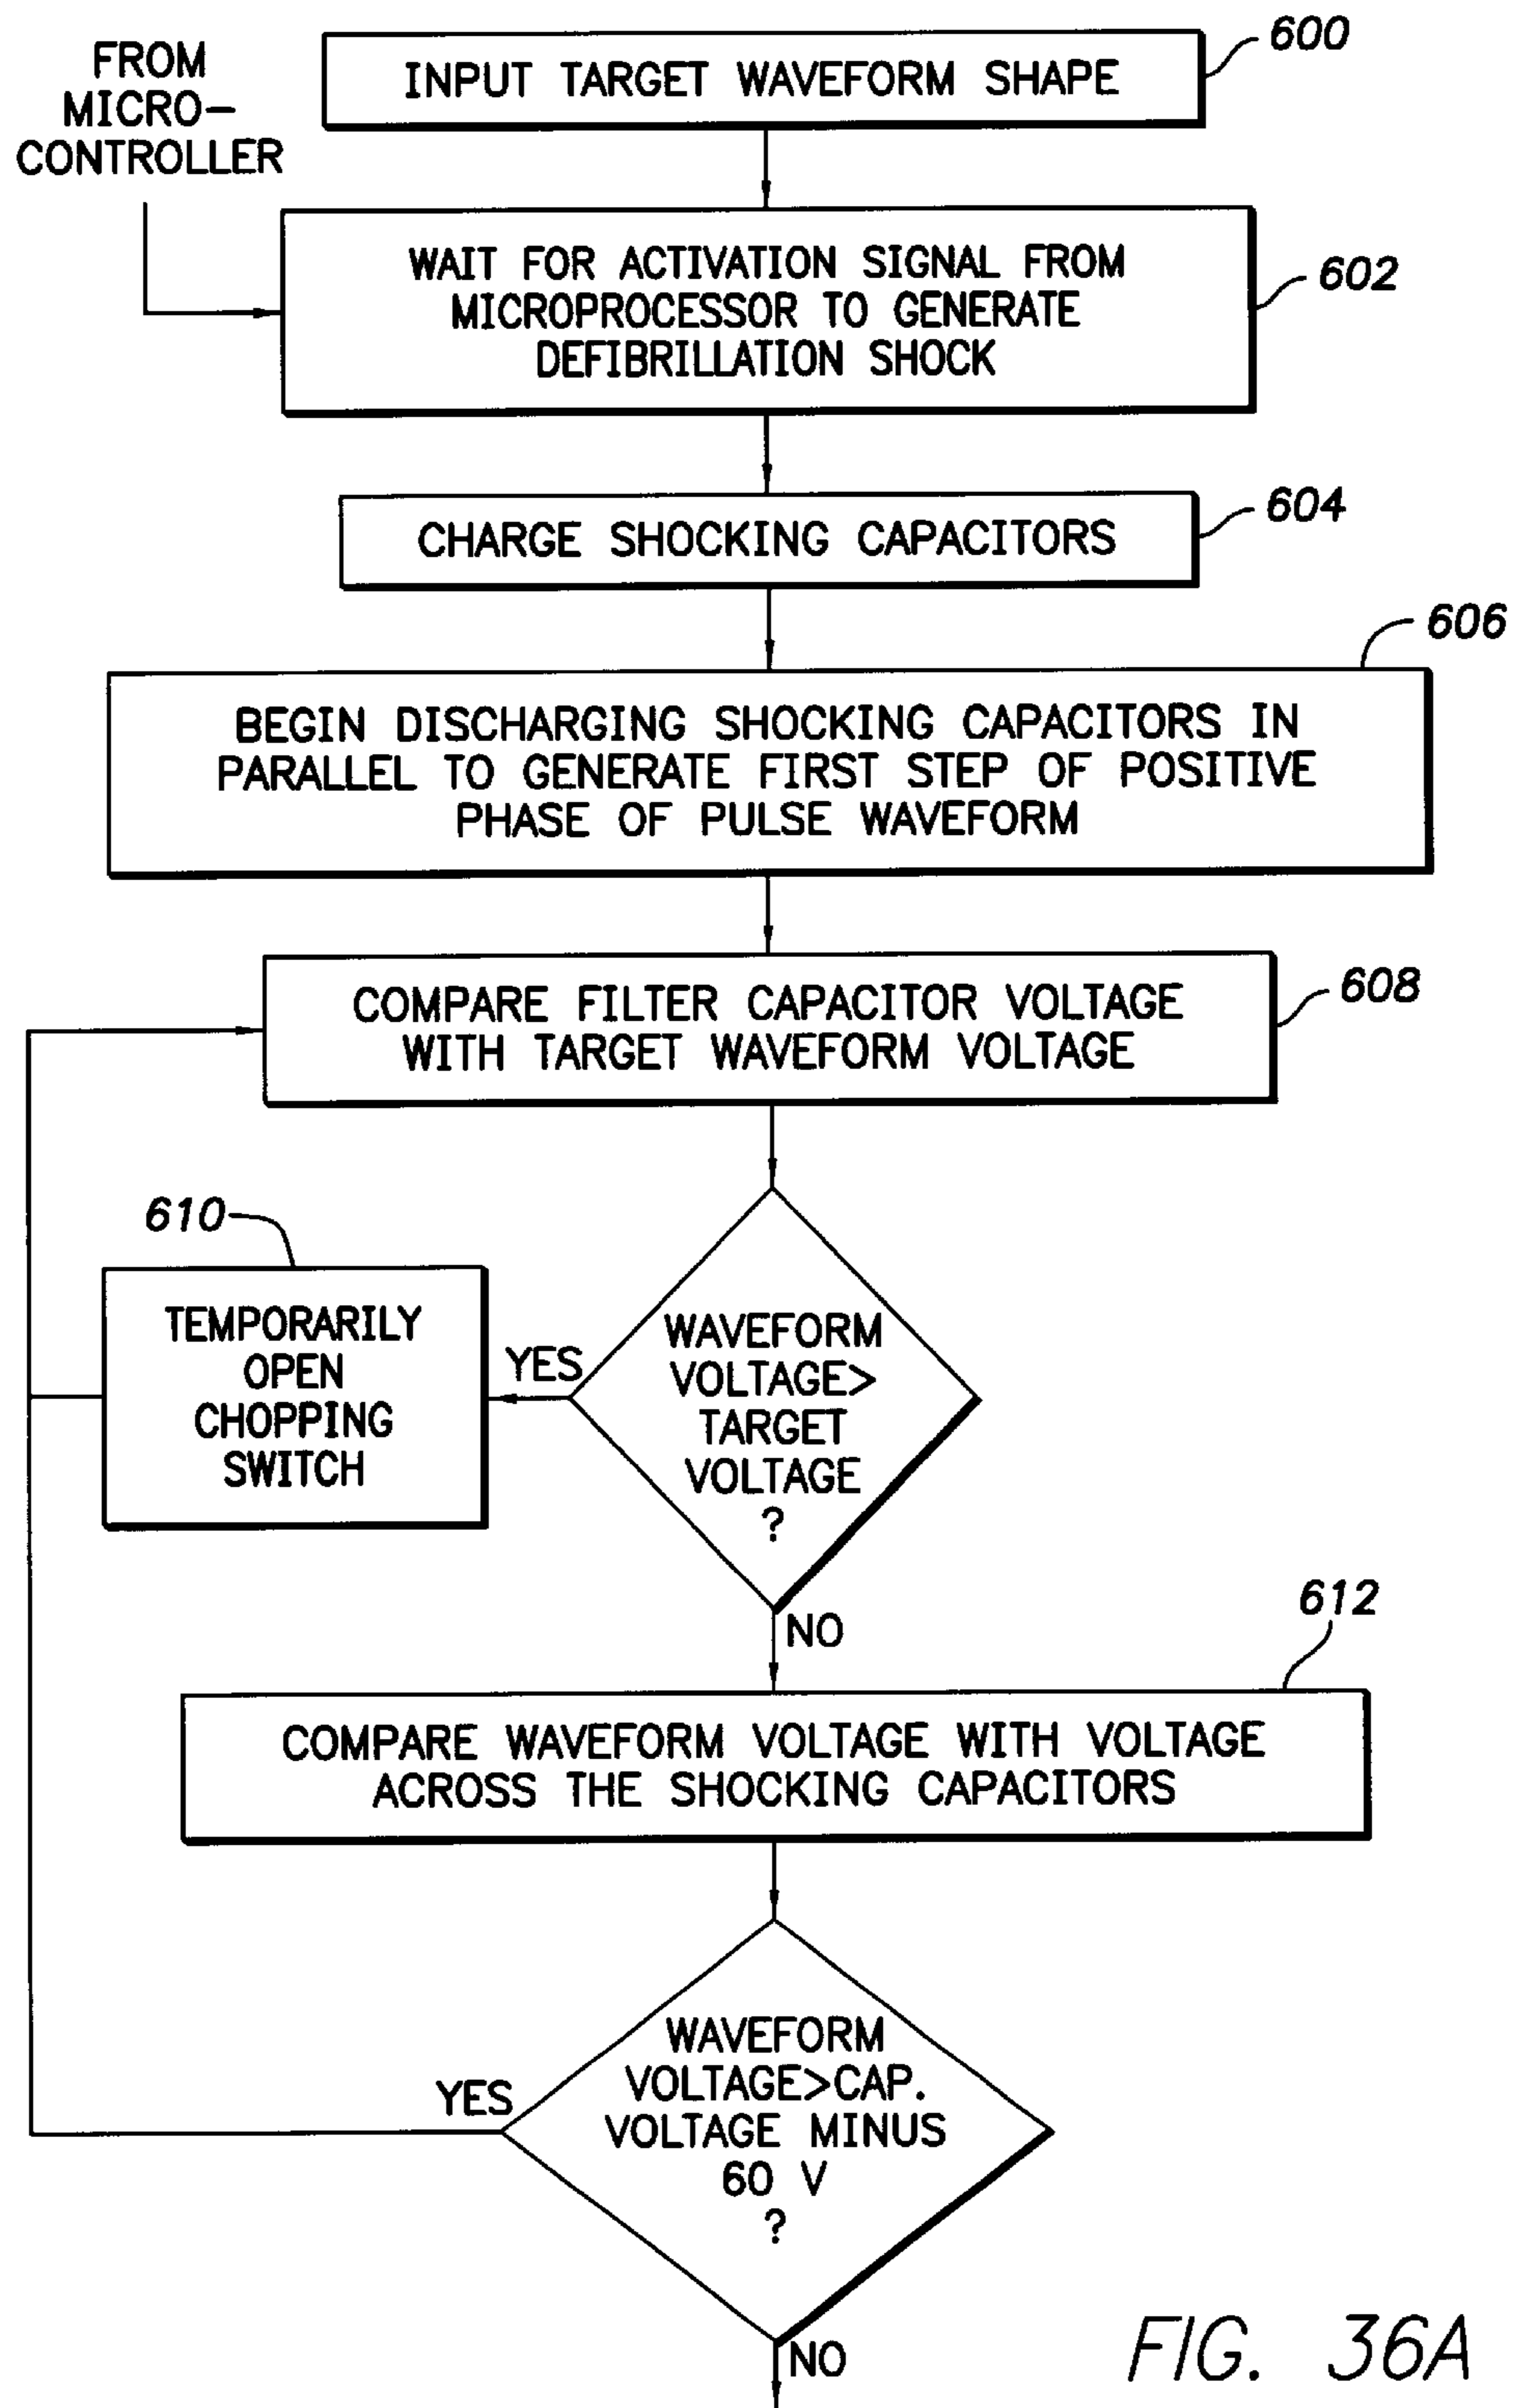 FROM
MICRO-
CONTROLLER
INPUT TARGET WAVEFORM SHAPE
600
WAIT FOR ACTIVATION SIGNAL FROM
MICROPROCESSOR TO GENERATE
DEFIBRILLATION SHOCK
602
CHARGE SHOCKING CAPACITORS
604
606
BEGIN DISCHARGING SHOCKING CAPACITORS IN
PARALLEL TO GENERATE FIRST STEP OF POSITIVE
PHASE OF PULSE WAVEFORM
COMPARE FILTER CAPACITOR VOLTAGE
WITH TARGET WAVEFORM VOLTAGE
608
610
TEMPORARILY
OPEN
CHOPPING
SWITCH
YES
WAVEFORM
VOLTAGE>
TARGET
VOLTAGE
?
NO
612
COMPARE WAVEFORM VOLTAGE WITH VOLTAGE
ACROSS THE SHOCKING CAPACITORS
YES
WAVEFORM
VOLTAGE>CAP.
VOLTAGE MINUS
60 V
?
NO
FIG. 36A